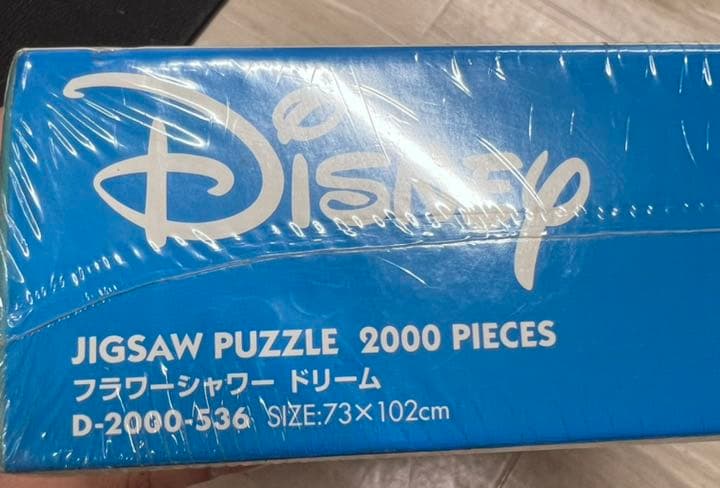 Disney
JIGSAW PUZZLE 2000 PIECES
フラワーシャワー ドリーム
D-2000-536 SIZE:73×102cm